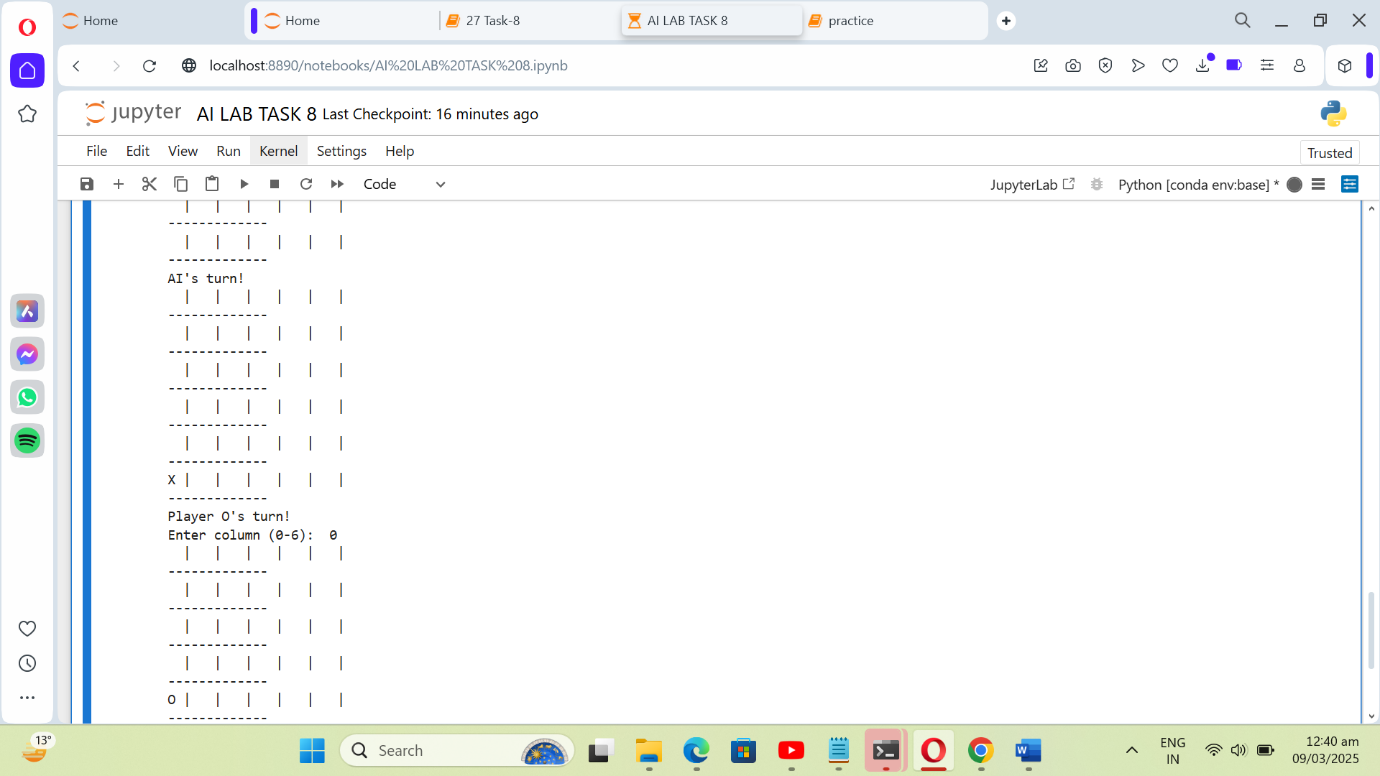 Home
Home
27 Task-8
AI LAB TASK 8
practice
localhost:8890/notebooks/AI%20LAB%20TASK%208.ipynb
jupyter AI LAB TASK 8 Last Checkpoint: 16 minutes ago
File Edit View Run Kernel Settings Help
Trusted
Code
JupyterLab
Python [conda env:base] *
| | | | | |
-------------
| | | | | |
-------------
AI's turn!
| | | | | |
-------------
| | | | | |
-------------
| | | | | |
-------------
| | | | | |
-------------
| | | | | |
-------------
X | | | | | |
-------------
Player O's turn!
Enter column (0-6): 0
| | | | | |
-------------
| | | | | |
-------------
| | | | | |
-------------
| | | | | |
-------------
O | | | | | |
-------------
13°
Search
ENG
IN
12:40 am
09/03/2025